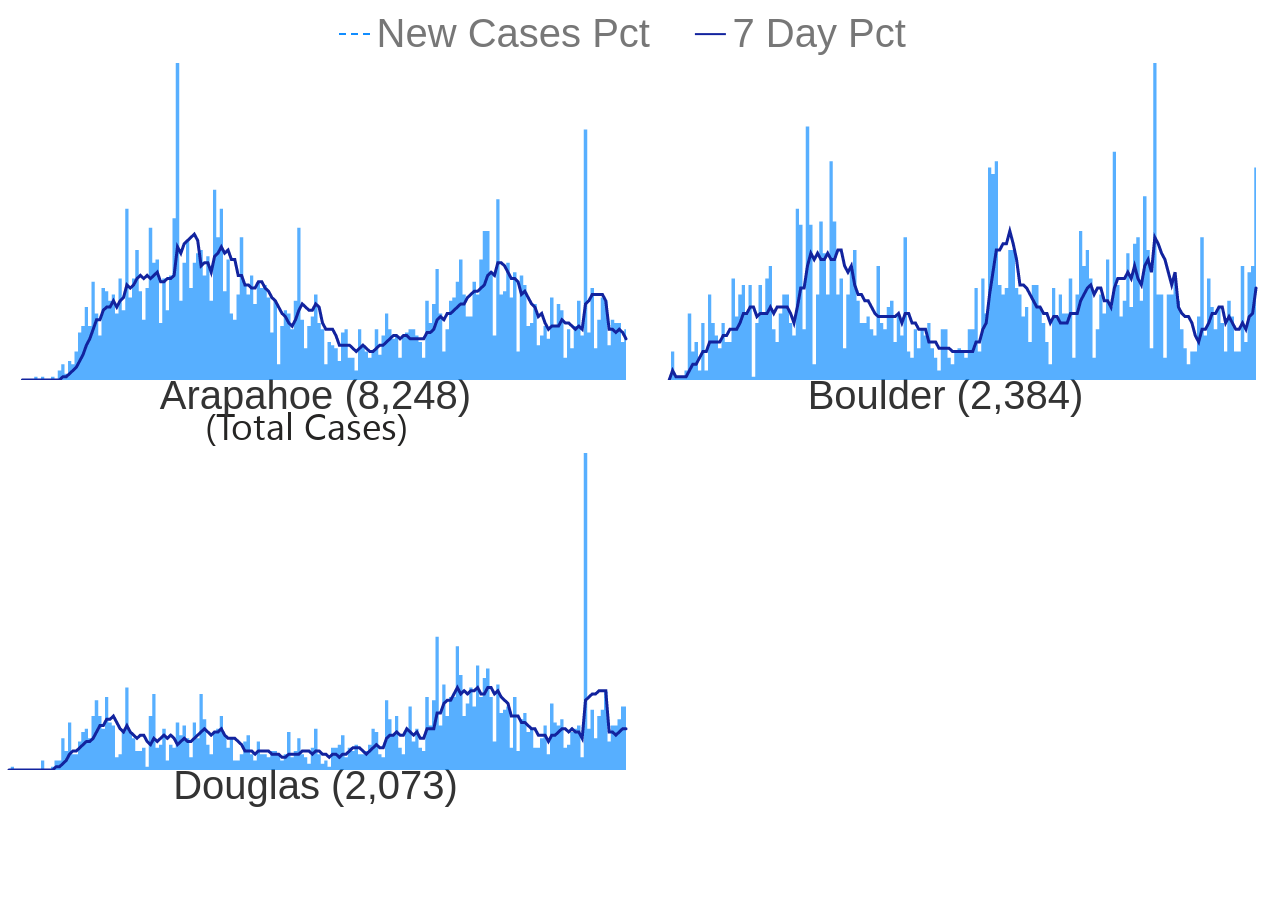 New Cases Pct 7 Day Pct
Arapahoe (8,248) Boulder (2,384)
(Total Cases)
Douglas (2,073)